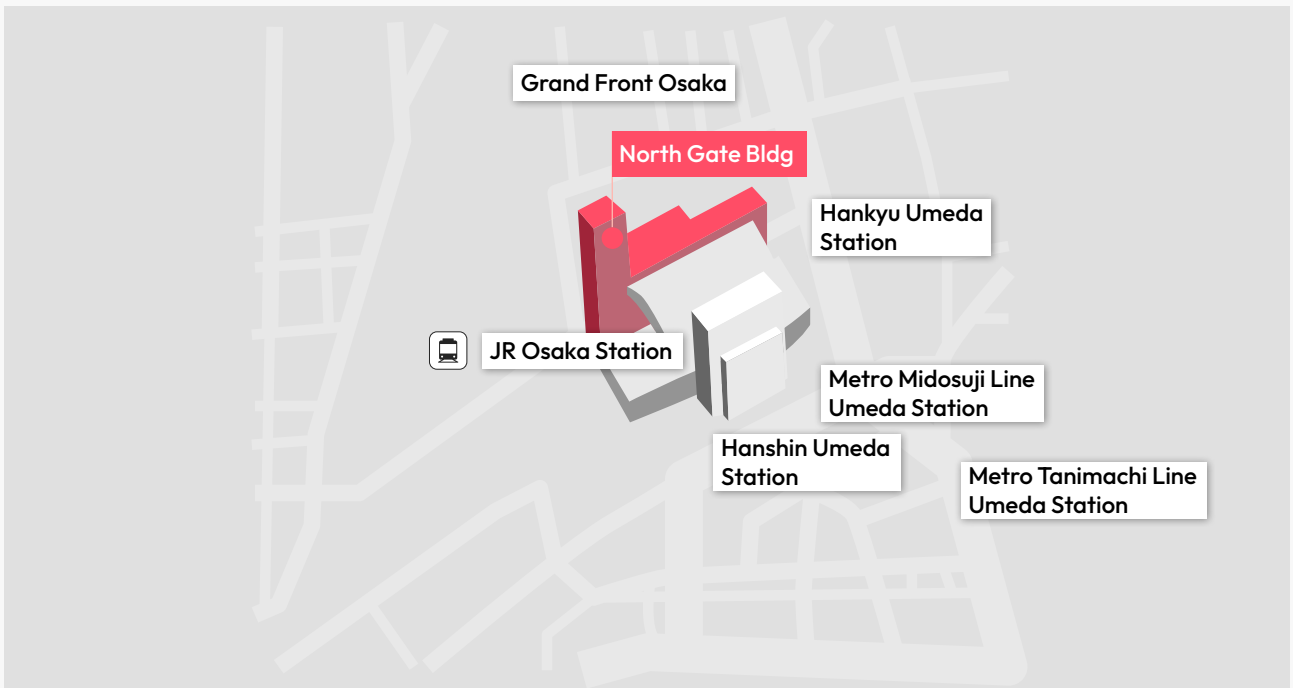 Grand Front Osaka
North Gate Bldg
Hankyu Umeda
Station
JR Osaka Station
Metro Midosuji Line
Umeda Station
Hanshin Umeda
Station
Metro Tanimachi Line
Umeda Station